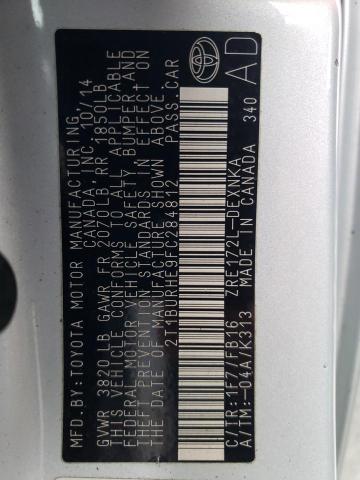 MFD.BY:TOYOTA MOTOR MANUFACTURING,
CANADA, INC. 10/14
GVWR 3820 LB GAWR FR 2070LB RR 1850LB
THIS VEHICLE CONFORMS TO ALL APPLICABLE
FEDERAL MOTOR VEHICLE SAFETY, BUMPER, AND
THEFT PREVENTION STANDARDS IN EFFECT ON
THE DATE OF MANUFACTURE SHOWN ABOVE.
2T1BURHE9FC284812 PASS.CAR
C/TR:1F7/FB16 ZRE172L-DEXNKA
A/TM:-04A/K313 MADE IN CANADA 340
AD